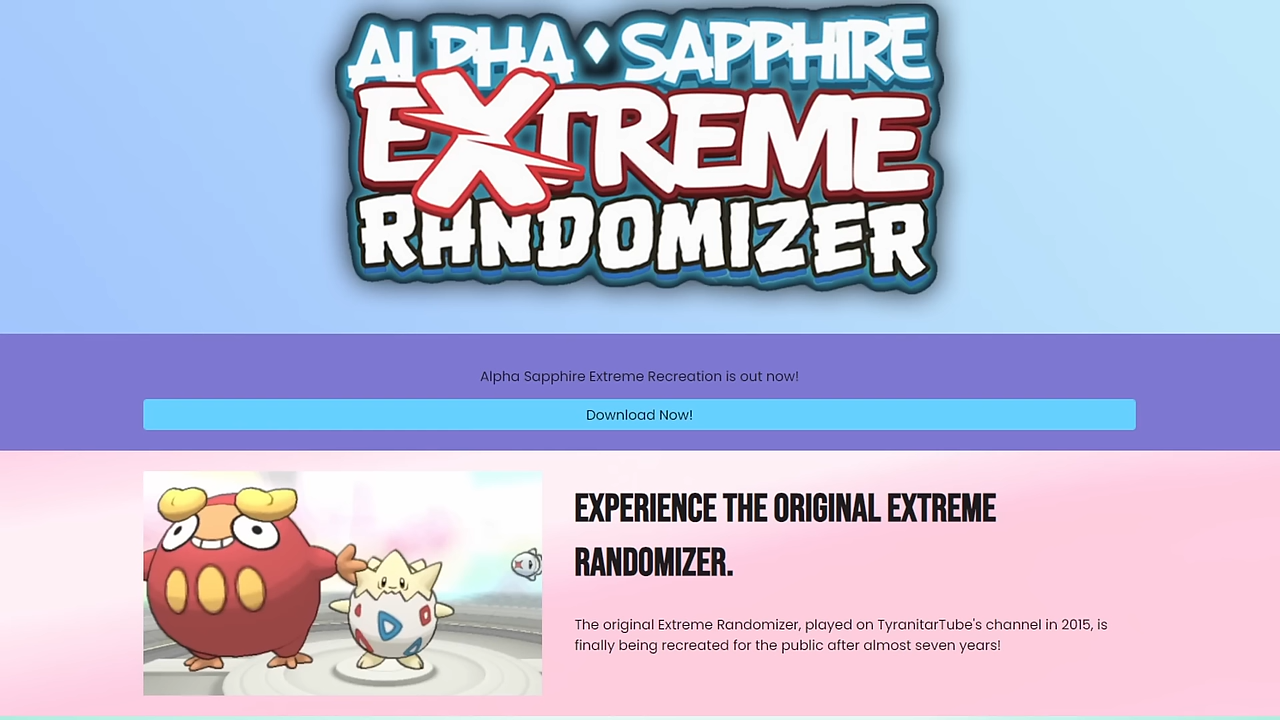 ALPHA SAPPHIRE
EXTREME
RANDOMIZER
Alpha Sapphire Extreme Recreation is out now!
Download Now!
EXPERIENCE THE ORIGINAL EXTREME
RANDOMIZER.
The original Extreme Randomizer, played on TyranitarTube's channel in 2015, is
finally being recreated for the public after almost seven years!